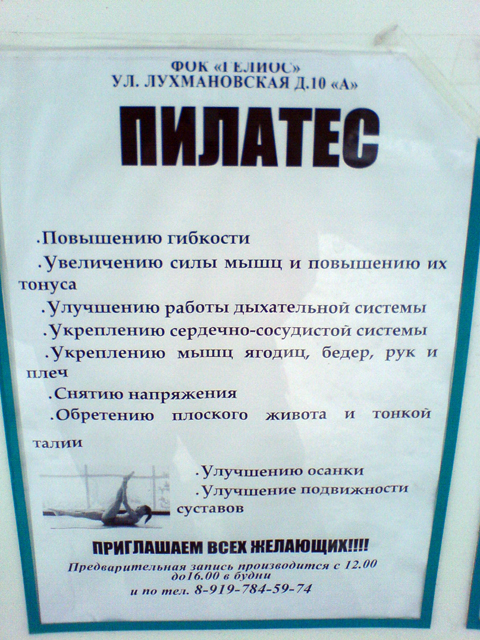 ФОК «ГЕЛИОС»
УЛ. ЛУХМАНОВСКАЯ Д.10 «А»
ПИЛАТЕС
.Повышению гибкости
.Увеличению силы мышц и повышению их
тонуса
.Улучшению работы дыхательной системы
.Укреплению сердечно-сосудистой системы
.Укреплению мышц ягодиц, бедер, рук и
плеч
.Снятию напряжения
.Обретению плоского живота и тонкой
талии
.Улучшению осанки
.Улучшение подвижности
суставов
ПРИГЛАШАЕМ ВСЕХ ЖЕЛАЮЩИХ!!!!
Предварительная запись производится с 12.00
до16.00 в будни
и по тел. 8-919-784-59-74